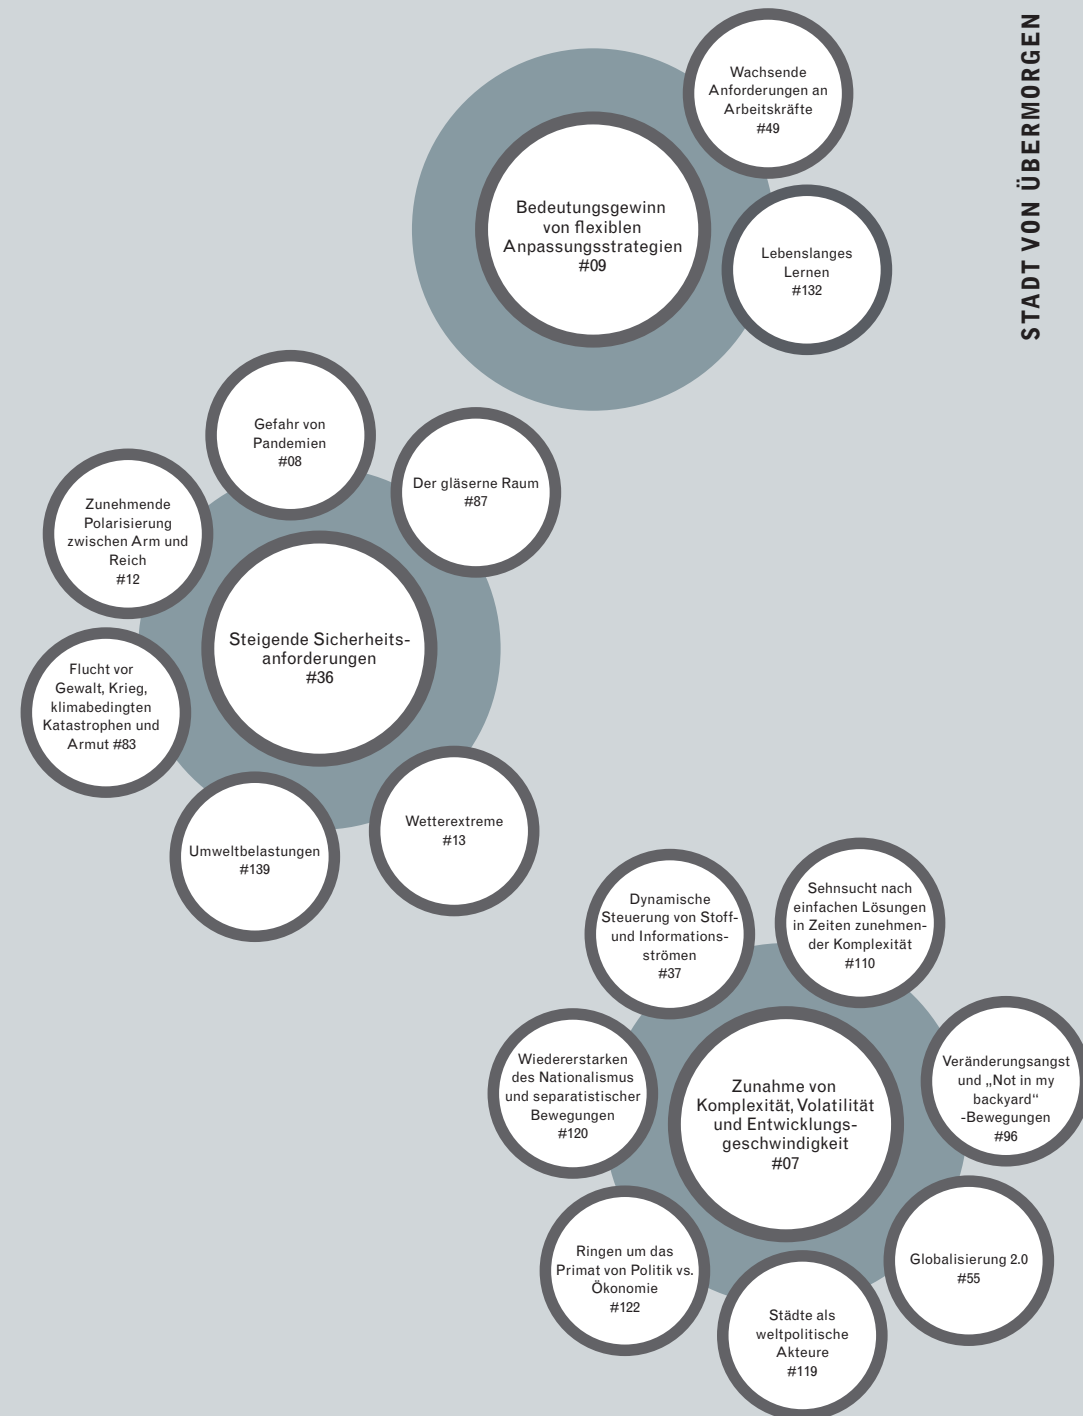 STADT VON ÜBERMORGEN
Wachsende
Anforderungen an
Arbeitskräfte
#49
Bedeutungsgewinn
von flexiblen
Anpassungsstrategien
#09
Lebenslanges
Lernen
#132
Gefahr von
Pandemien
#08
Der gläserne Raum
#87
Zunehmende
Polarisierung
zwischen Arm und
Reich
#12
Steigende Sicherheits-
anforderungen
#36
Flucht vor
Gewalt, Krieg,
klimabedingten
Katastrophen und
Armut #83
Wetterextreme
#13
Umweltbelastungen
#139
Dynamische
Steuerung von Stoff-
und Informations-
strömen
#37
Sehnsucht nach
einfachen Lösungen
in Zeiten zunehmen-
der Komplexität
#110
Wiedererstarken
des Nationalismus
und separatistischer
Bewegungen
#120
Zunahme von
Komplexität, Volatilität
und Entwicklungs-
geschwindigkeit
#07
Veränderungsangst
und „Not in my
backyard“
-Bewegungen
#96
Ringen um das
Primat von Politik vs.
Ökonomie
#122
Globalisierung 2.0
#55
Städte als
weltpolitische
Akteure
#119